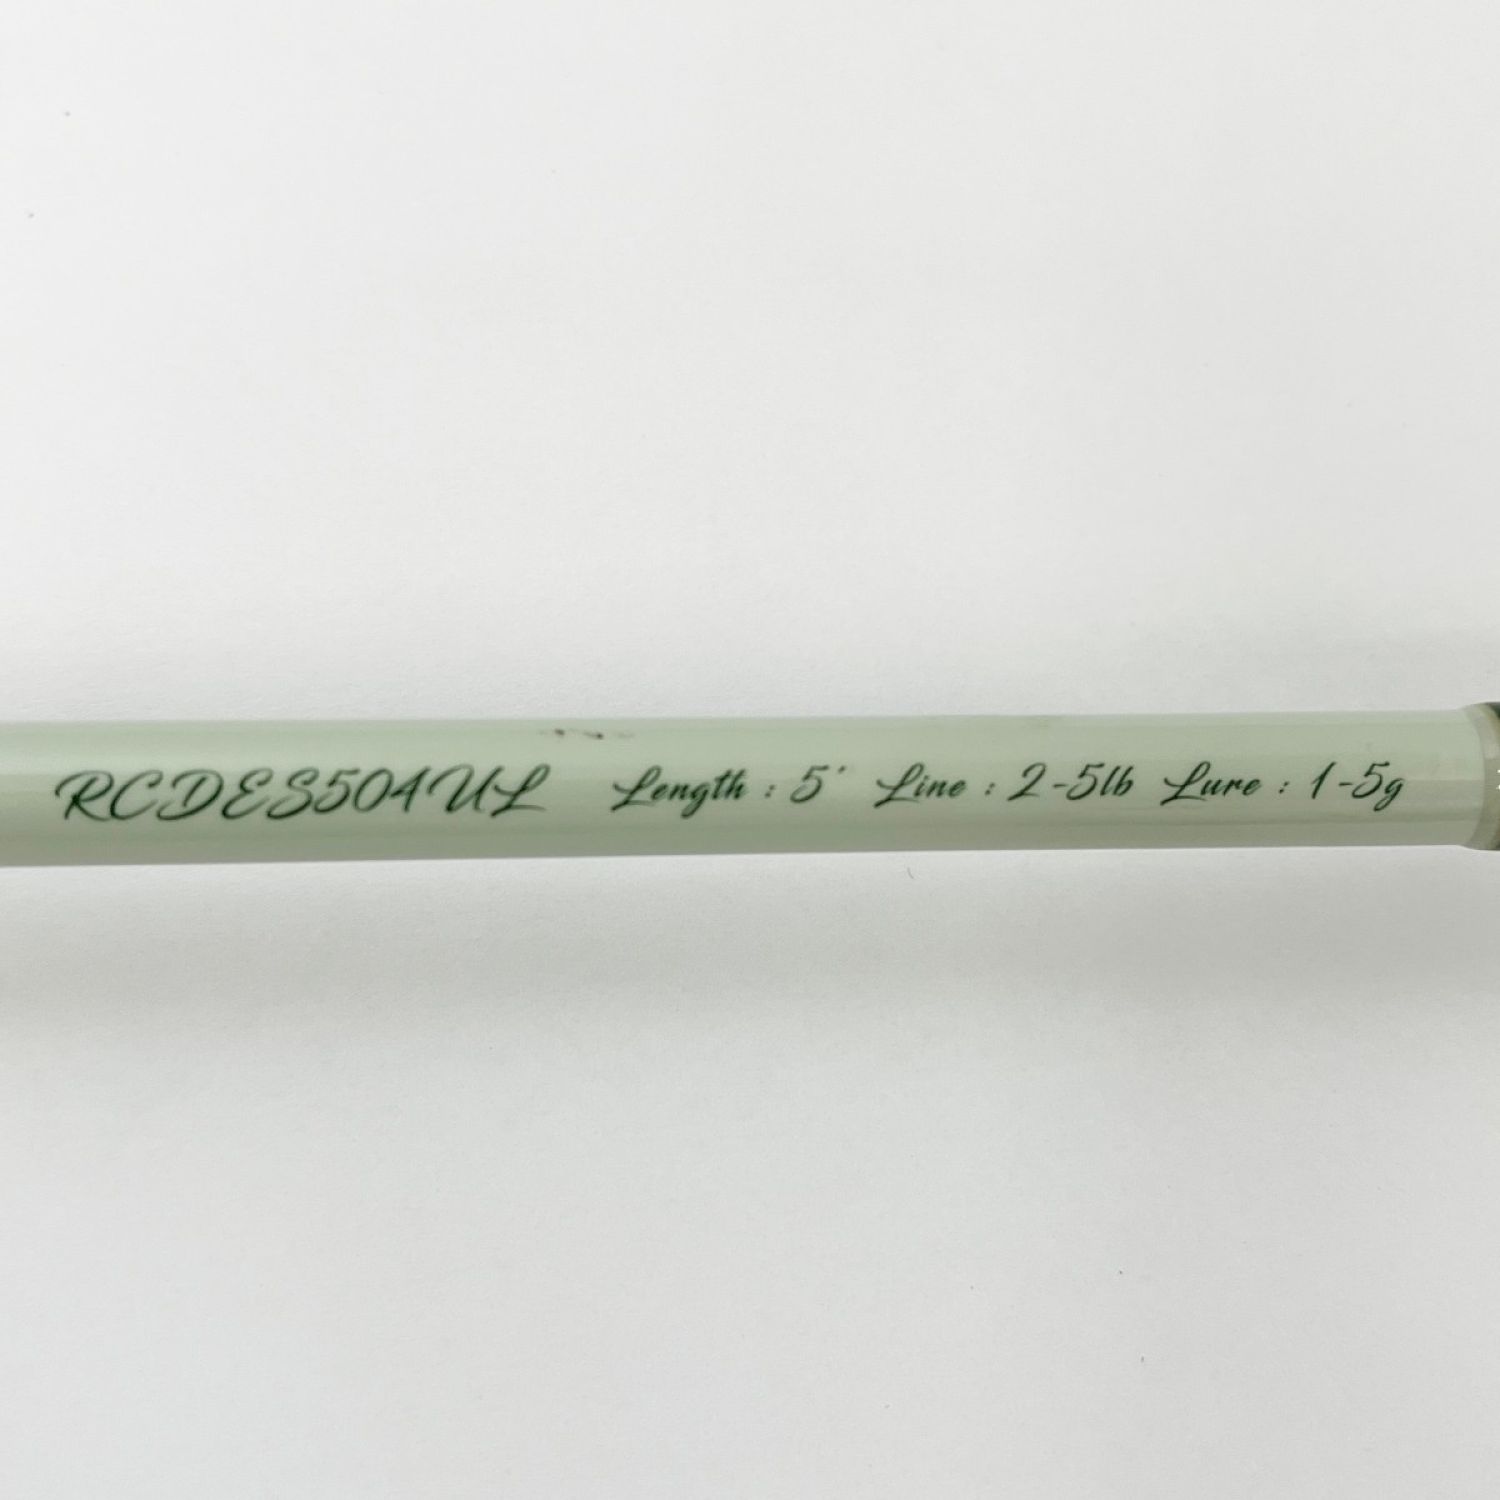 RCDES504UL Length : 5' Line : 2-5lb Lure : 1-5g